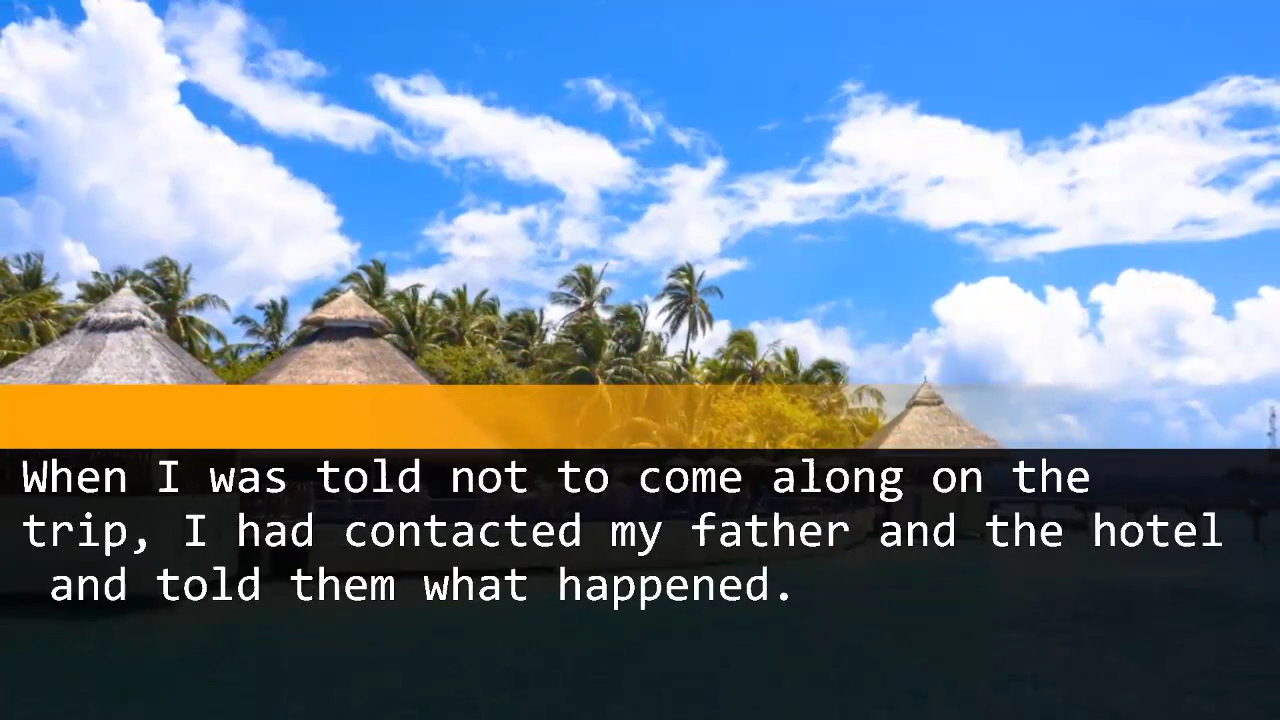 When I was told not to come along on the
trip, I had contacted my father and the hotel
and told them what happened.